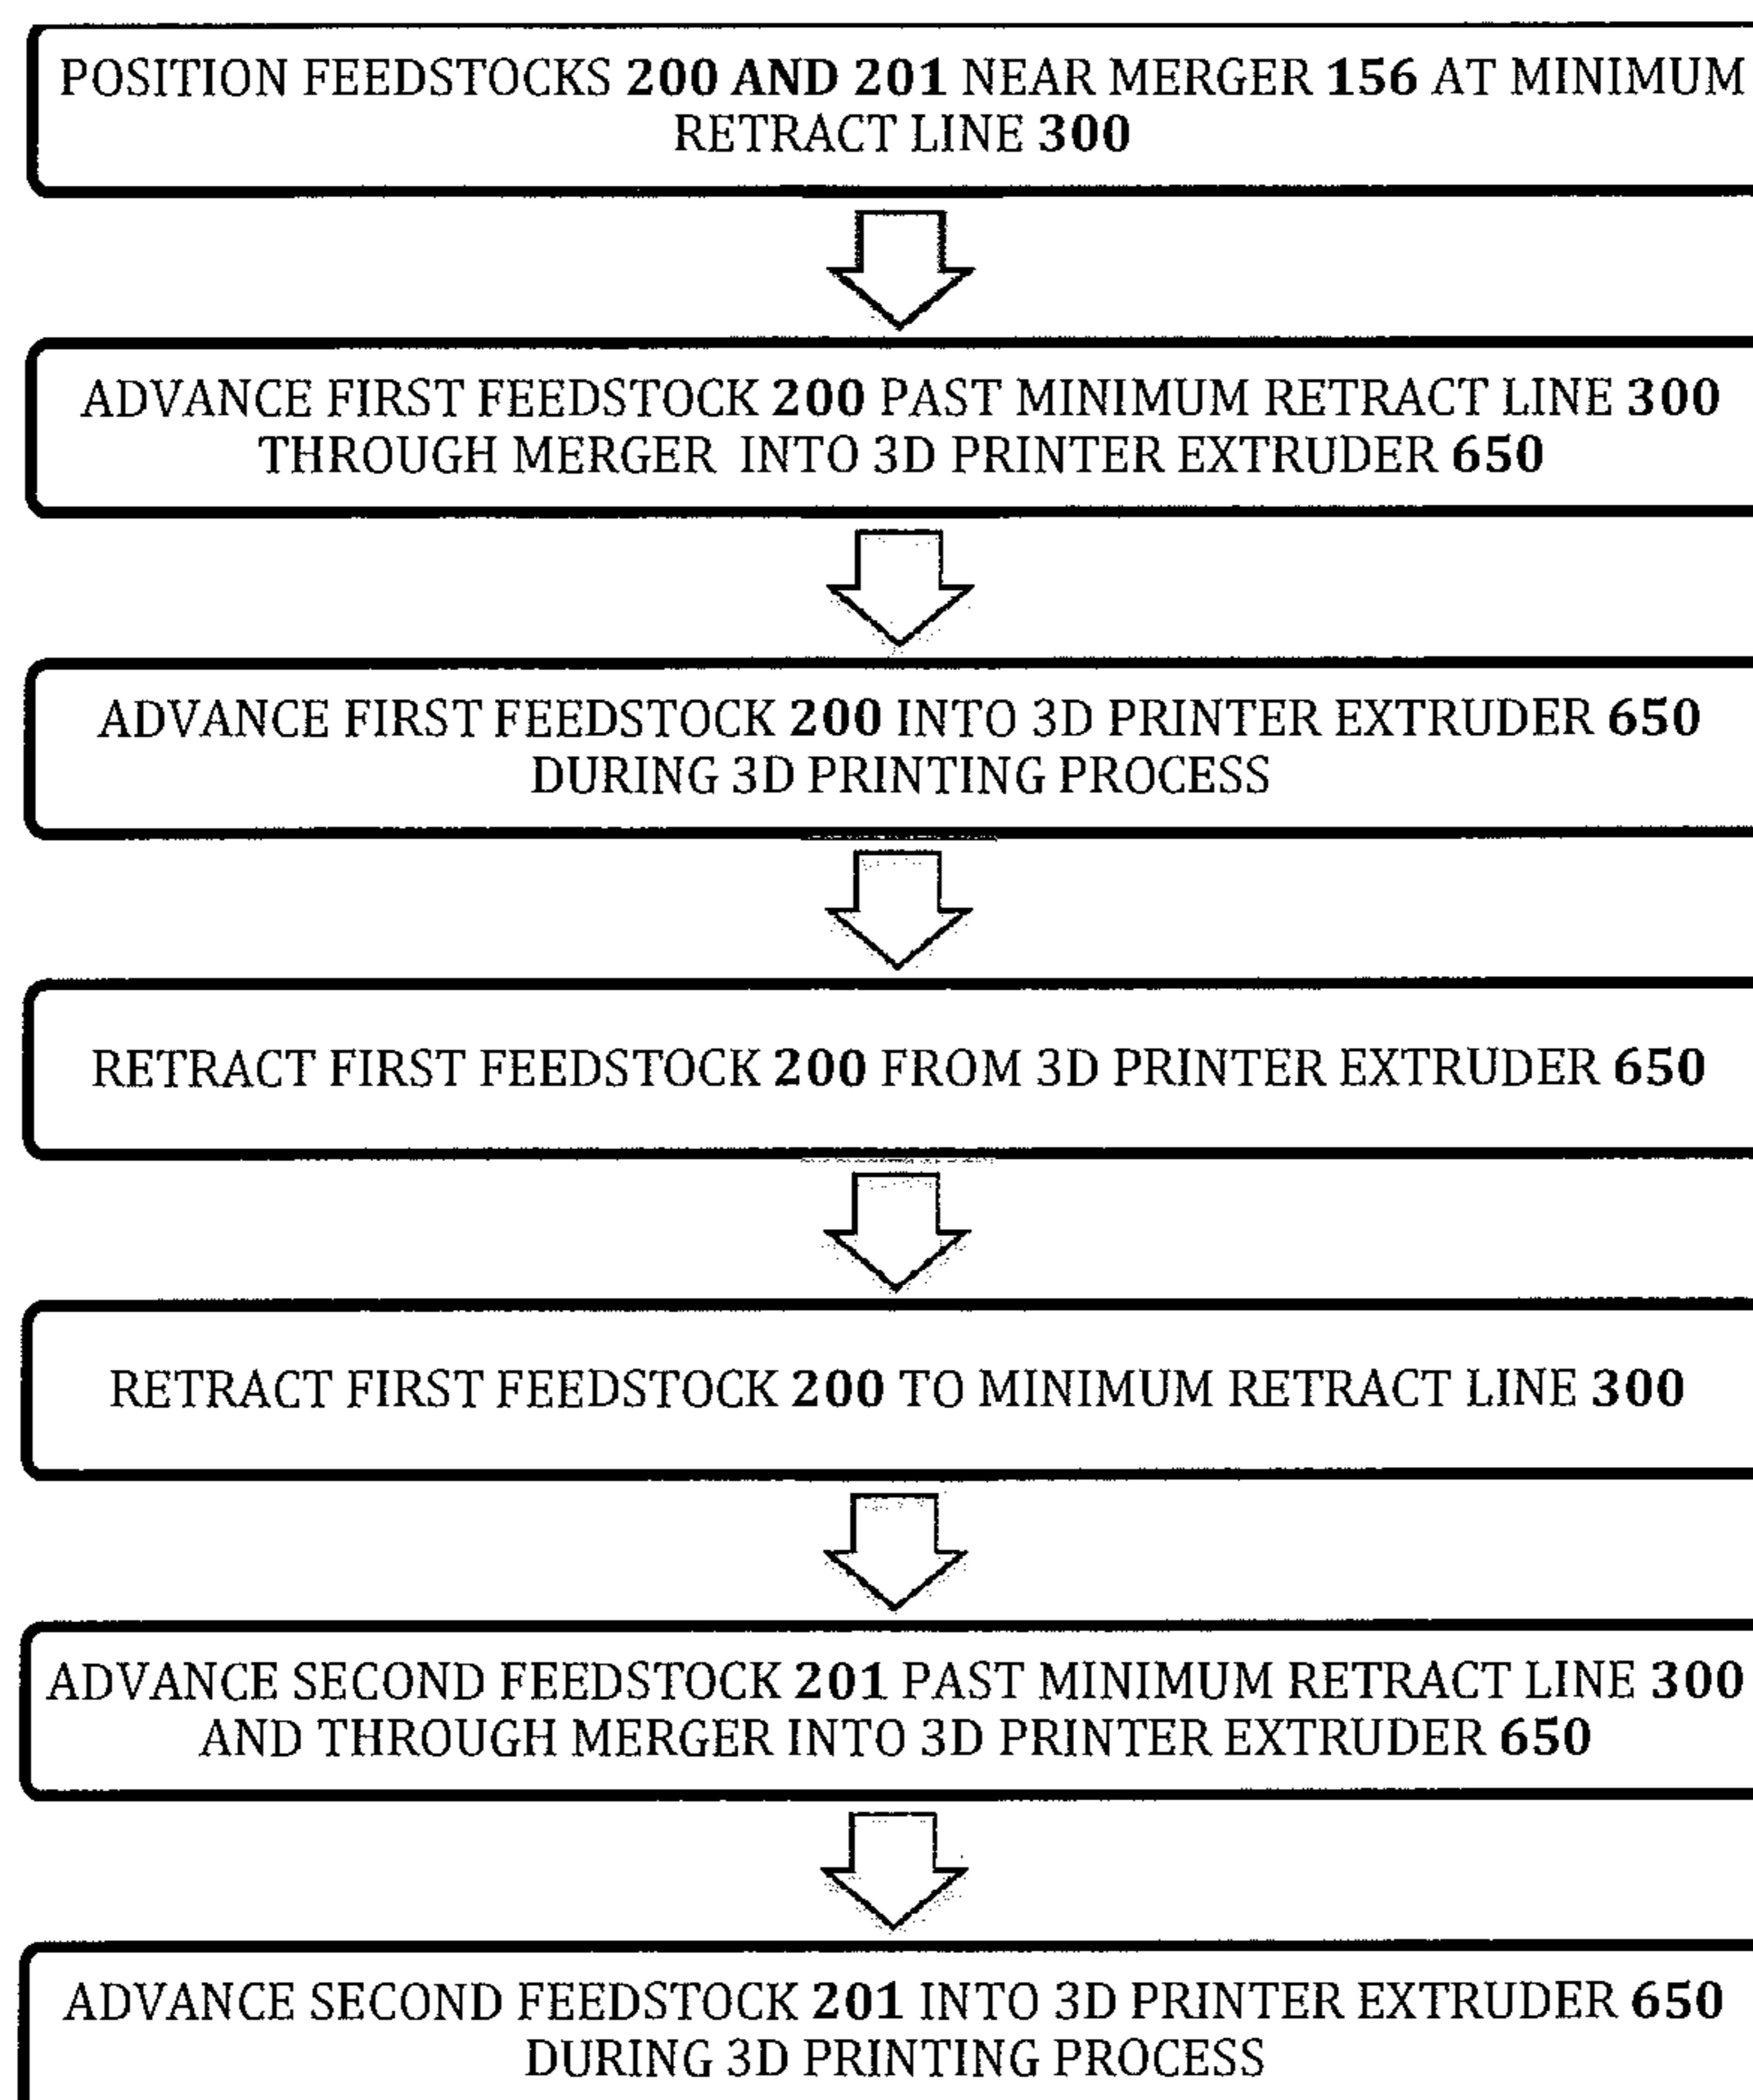 POSITION FEEDSTOCKS 200 AND 201 NEAR MERGER 156 AT MINIMUM
RETRACT LINE 300
ADVANCE FIRST FEEDSTOCK 200 PAST MINIMUM RETRACT LINE 300
THROUGH MERGER INTO 3D PRINTER EXTRUDER 650
ADVANCE FIRST FEEDSTOCK 200 INTO 3D PRINTER EXTRUDER 650
DURING 3D PRINTING PROCESS
RETRACT FIRST FEEDSTOCK 200 FROM 3D PRINTER EXTRUDER 650
RETRACT FIRST FEEDSTOCK 200 TO MINIMUM RETRACT LINE 300
ADVANCE SECOND FEEDSTOCK 201 PAST MINIMUM RETRACT LINE 300
AND THROUGH MERGER INTO 3D PRINTER EXTRUDER 650
ADVANCE SECOND FEEDSTOCK 201 INTO 3D PRINTER EXTRUDER 650
DURING 3D PRINTING PROCESS